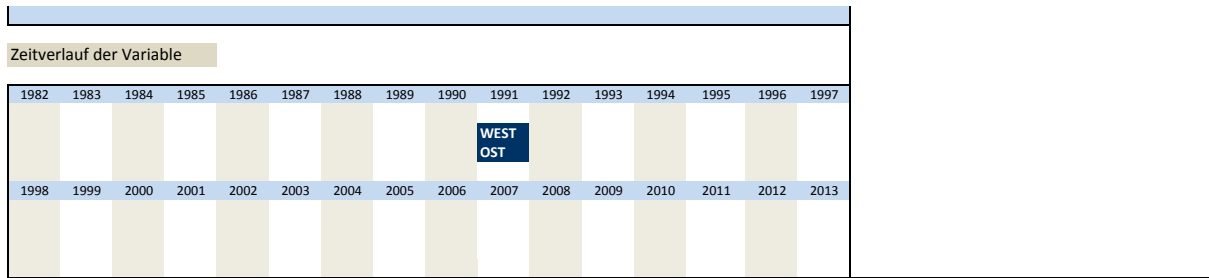 Zeitverlauf der Variable
1982 1983 1984 1985 1986 1987 1988 1989 1990 1991 1992 1993 1994 1995 1996 1997
WEST
OST
1998 1999 2000 2001 2002 2003 2004 2005 2006 2007 2008 2009 2010 2011 2012 2013